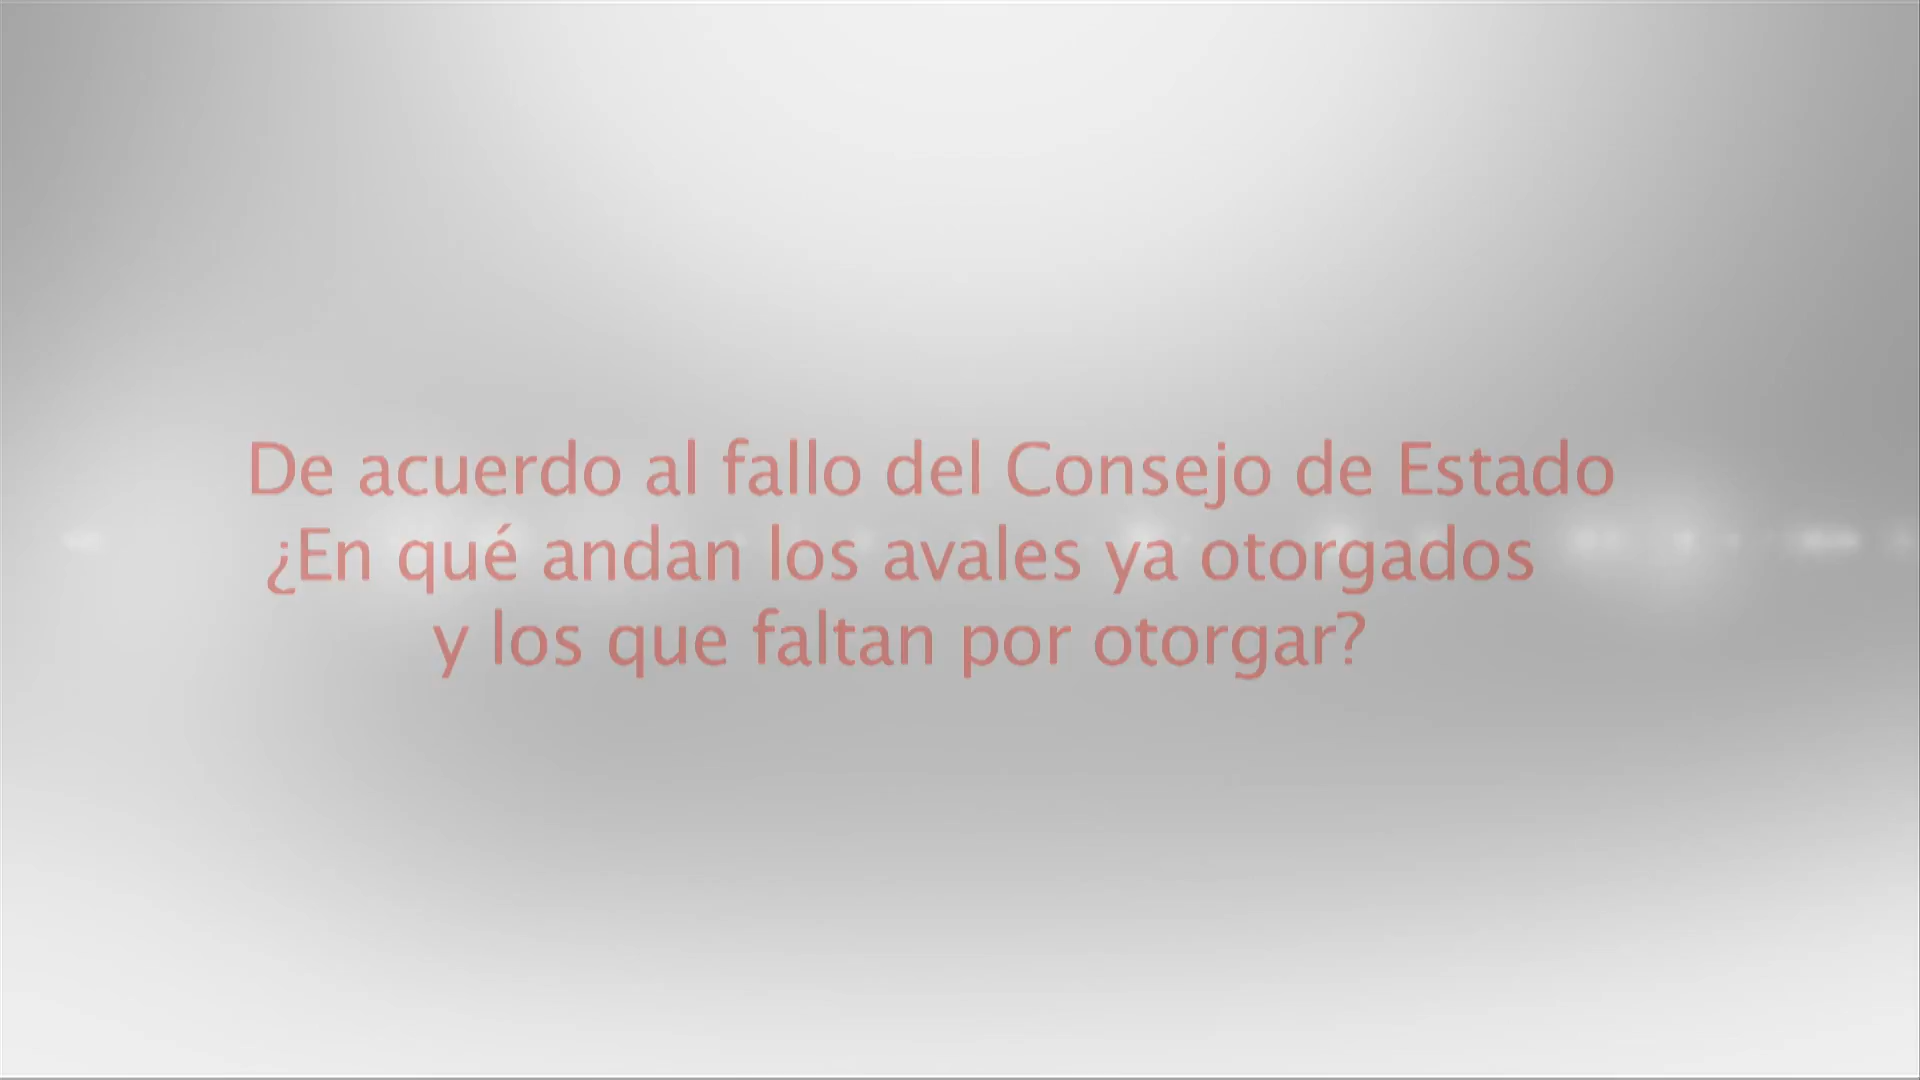 De acuerdo al fallo del Consejo de Estado
¿En qué andan los avales ya otorgados
y los que faltan por otorgar?